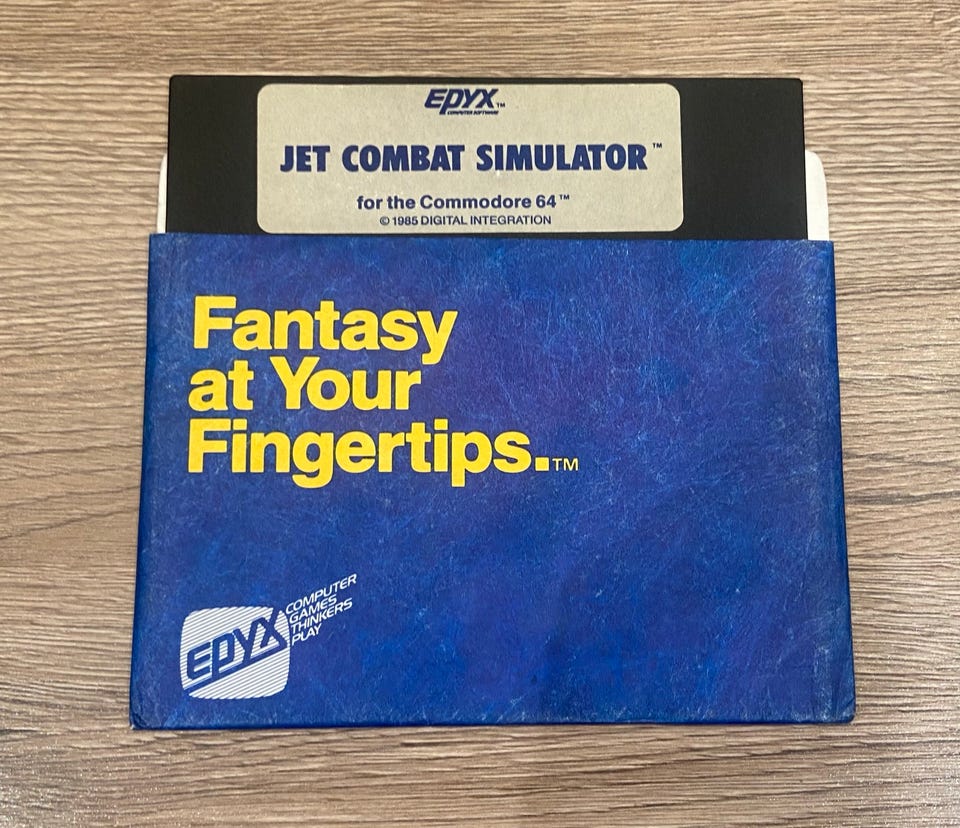 EPYX™
COMPUTER SOFTWARE
JET COMBAT SIMULATOR™
for the Commodore 64™
© 1985 DIGITAL INTEGRATION
Fantasy
at Your
Fingertips.™
EPYX
COMPUTER
GAMES
THINKERS
PLAY